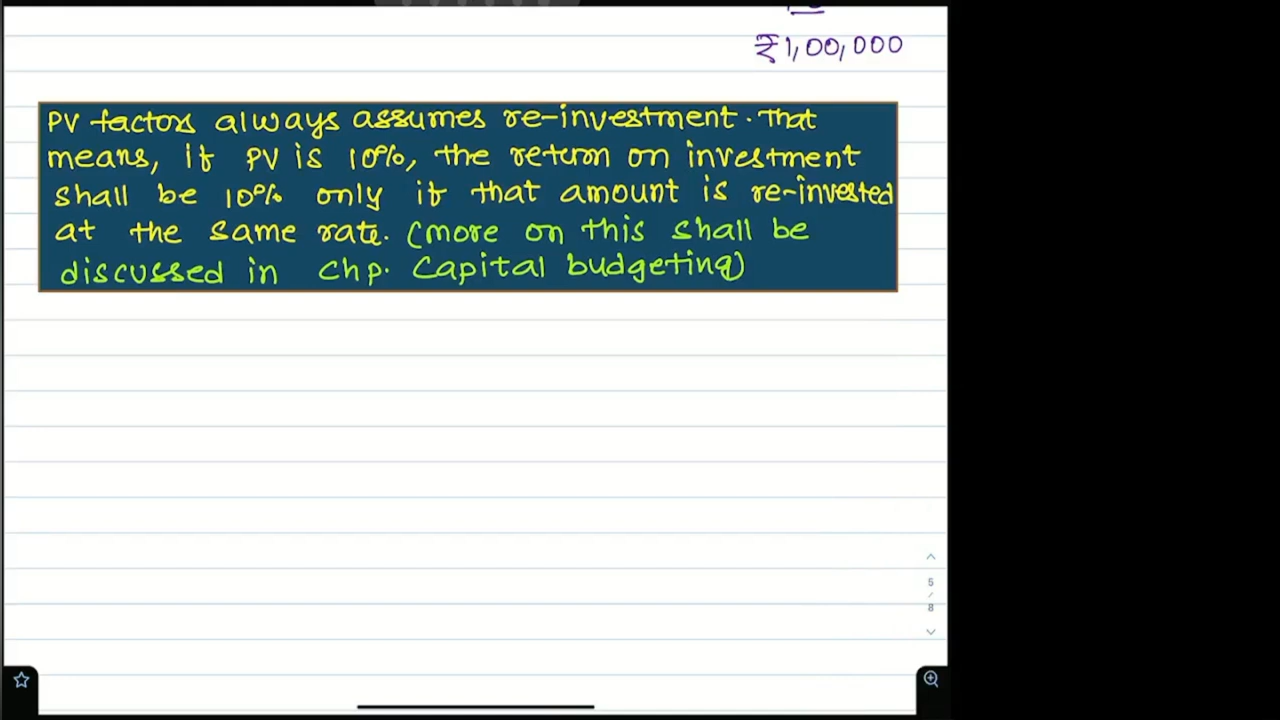 ₹1,00,000
PV factors always assumes re-investment. That
means, if PV is 10%, the return on investment
shall be 10% only if that amount is re-invested
at the same rate. (more on this shall be
discussed in Chp. Capital budgeting)
5
/
8